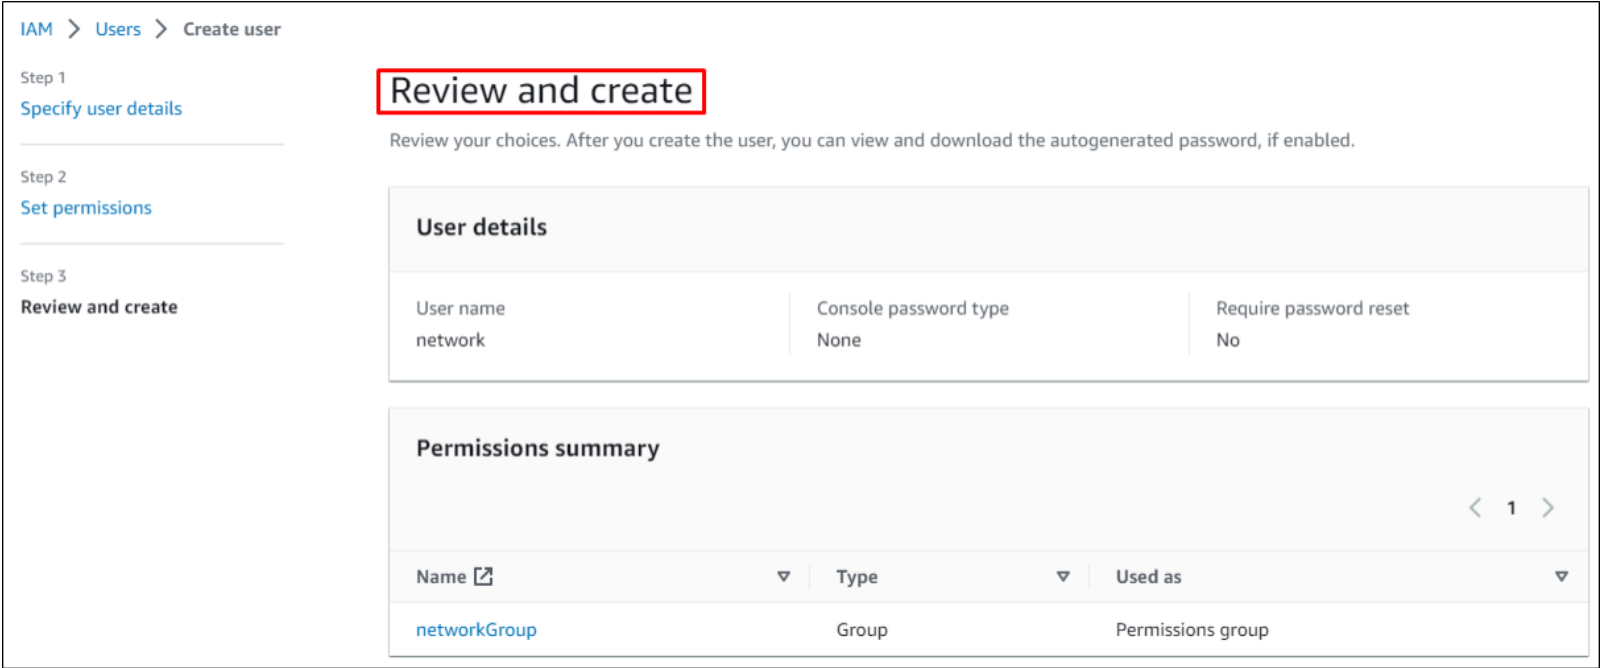 IAM > Users > Create user
Step 1
Specify user details
Step 2
Set permissions
Step 3
Review and create
Review and create
Review your choices. After you create the user, you can view and download the autogenerated password, if enabled.
User details
User name
network
Console password type
None
Require password reset
No
Permissions summary
1
Name Type Used as
networkGroup Group Permissions group